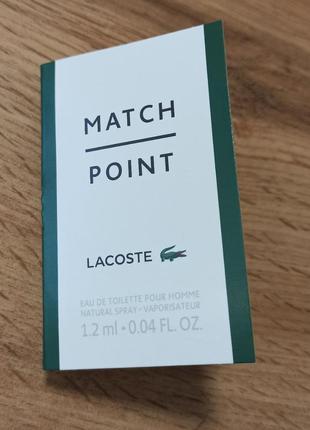 MATCH
POINT
LACOSTE
EAU DE TOILETTE POUR HOMME
NATURAL SPRAY • VAPORISATEUR
1.2 ml • 0.04 FL. OZ.